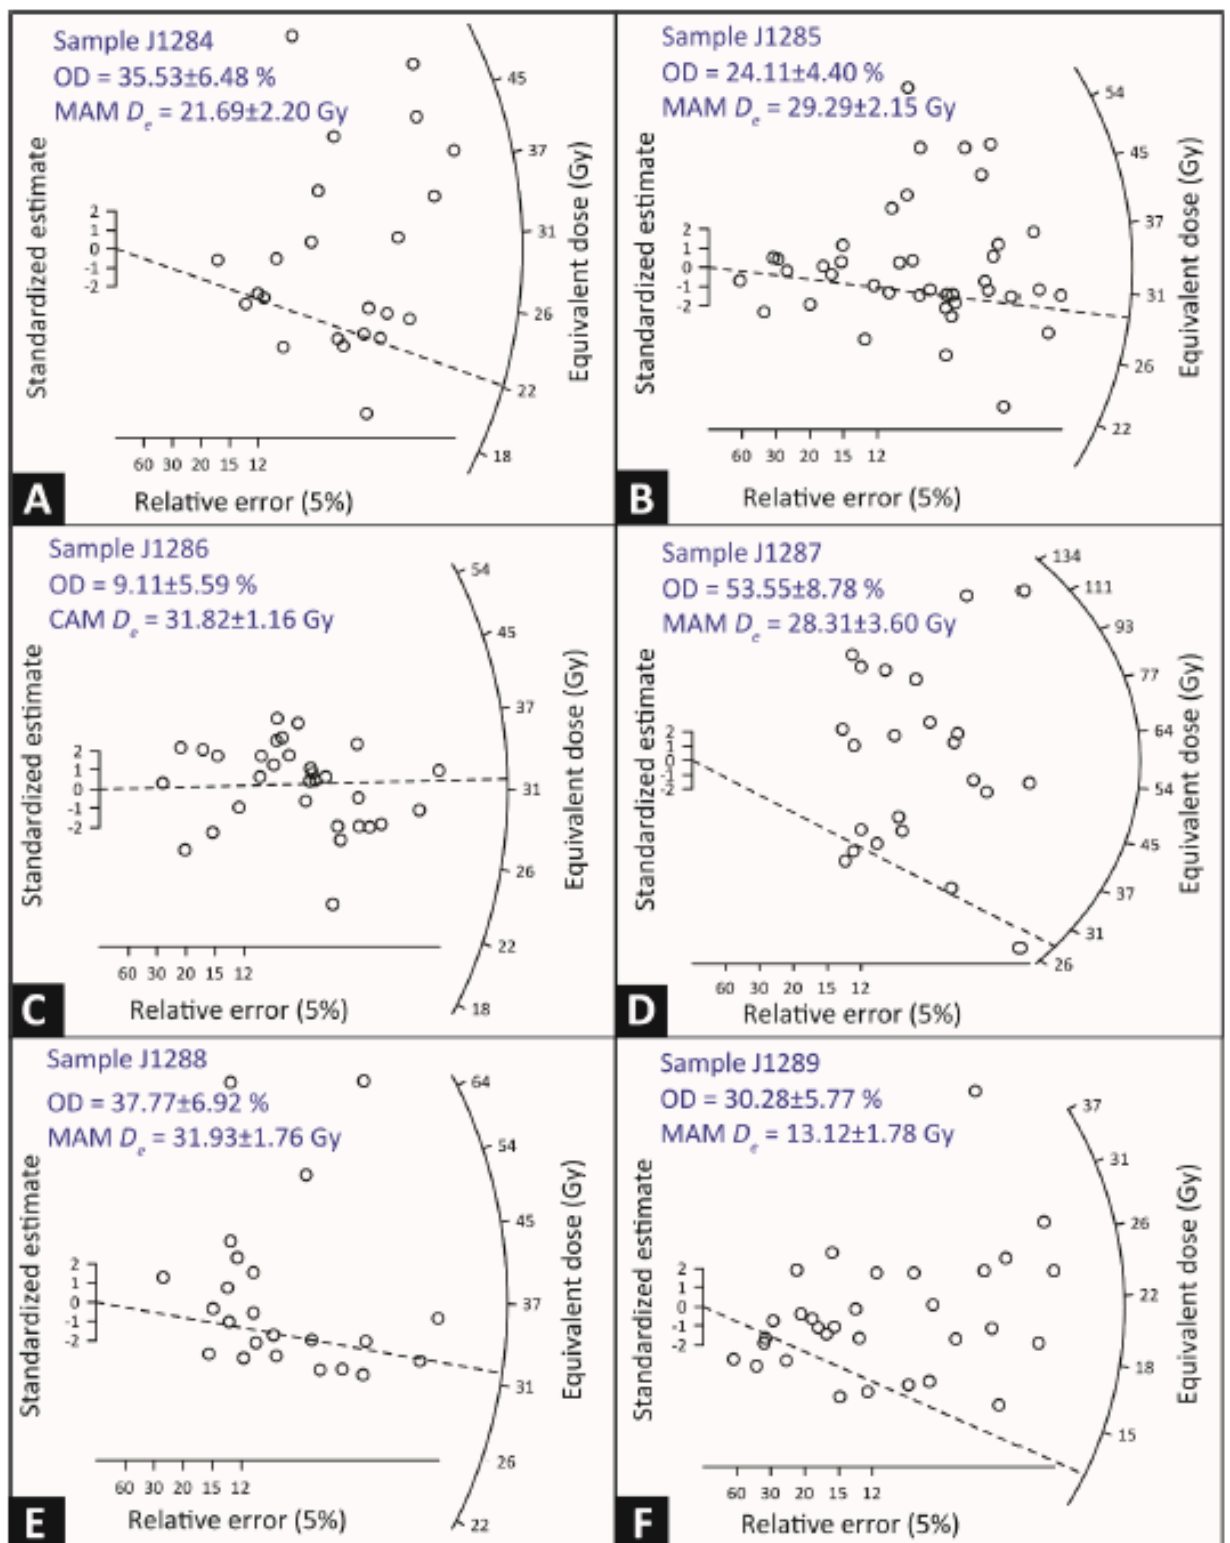 Sample J1284
OD = 35.53±6.48 %
MAM De = 21.69±2.20 Gy
Standardized estimate
2
1
0
-1
-2
45
37
31
26
22
18
Equivalent dose (Gy)
60 30 20 15 12
Relative error (5%)
A
Sample J1285
OD = 24.11±4.40 %
MAM De = 29.29±2.15 Gy
Standardized estimate
2
1
0
-1
-2
54
45
37
31
26
22
Equivalent dose (Gy)
60 30 20 15 12
Relative error (5%)
B
Sample J1286
OD = 9.11±5.59 %
CAM De = 31.82±1.16 Gy
Standardized estimate
2
1
0
-1
-2
54
45
37
31
26
22
18
Equivalent dose (Gy)
60 30 20 15 12
Relative error (5%)
C
Sample J1287
OD = 53.55±8.78 %
MAM De = 28.31±3.60 Gy
Standardized estimate
2
1
0
-1
-2
134
111
93
77
64
54
45
37
31
26
Equivalent dose (Gy)
60 30 20 15 12
Relative error (5%)
D
Sample J1288
OD = 37.77±6.92 %
MAM De = 31.93±1.76 Gy
Standardized estimate
2
1
0
-1
-2
64
54
45
37
31
26
22
Equivalent dose (Gy)
60 30 20 15 12
Relative error (5%)
E
Sample J1289
OD = 30.28±5.77 %
MAM De = 13.12±1.78 Gy
Standardized estimate
2
1
0
-1
-2
37
31
26
22
18
15
Equivalent dose (Gy)
60 30 20 15 12
Relative error (5%)
F